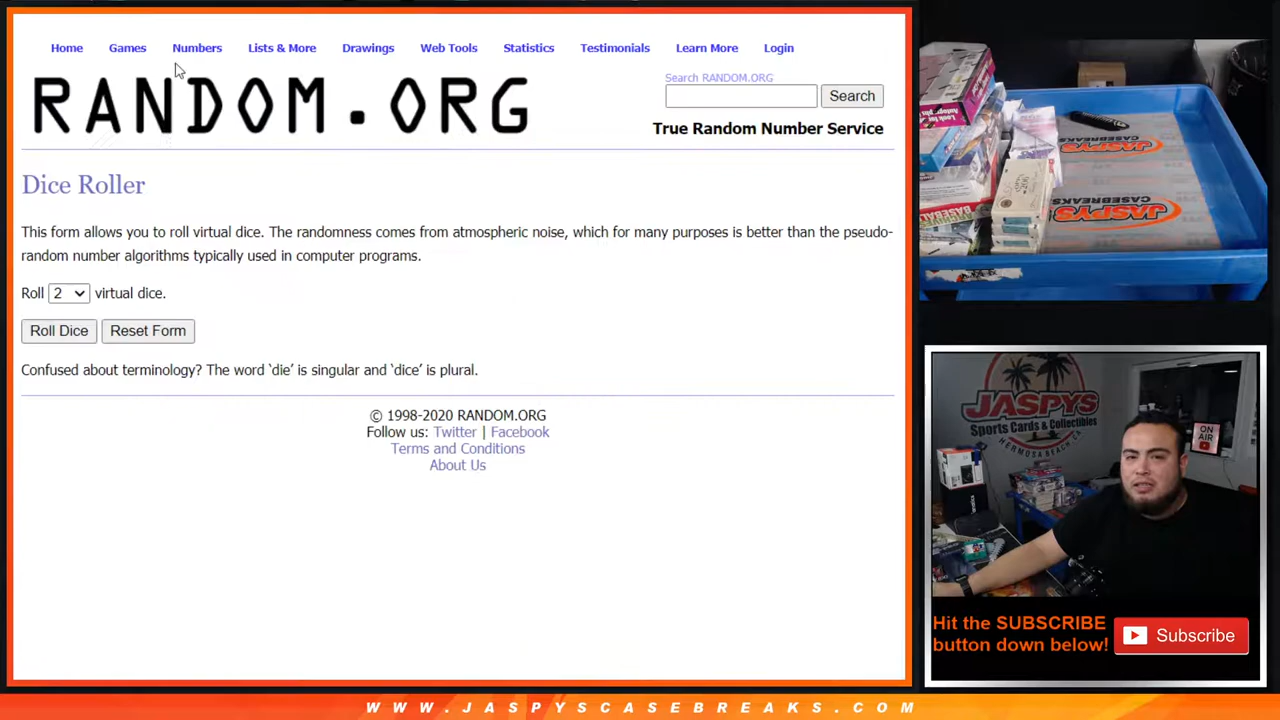 Home Games Numbers Lists & More Drawings Web Tools Statistics Testimonials Learn More Login
RANDOM.ORG
Search RANDOM.ORG
Search
True Random Number Service
Dice Roller
This form allows you to roll virtual dice. The randomness comes from atmospheric noise, which for many purposes is better than the pseudo-
random number algorithms typically used in computer programs.
Roll 2 virtual dice.
Roll Dice Reset Form
Confused about terminology? The word ‘die’ is singular and ‘dice’ is plural.
© 1998-2020 RANDOM.ORG
Follow us: Twitter | Facebook
Terms and Conditions
About Us
JASPYS
CASEBREAKS
JASPYS
CASEBREAKS
BASEBALL
JASPYS
Sports Cards & Collectibles
HERMOSA BEACH, CA
ON
AIR
Hit the SUBSCRIBE
button down below!
Subscribe
WWW.JASPYSCASEBREAKS.COM